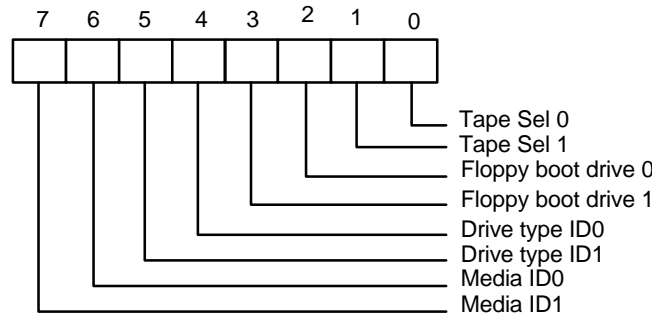 7 6 5 4 3 2 1 0
Tape Sel 0
Tape Sel 1
Floppy boot drive 0
Floppy boot drive 1
Drive type ID0
Drive type ID1
Media ID0
Media ID1